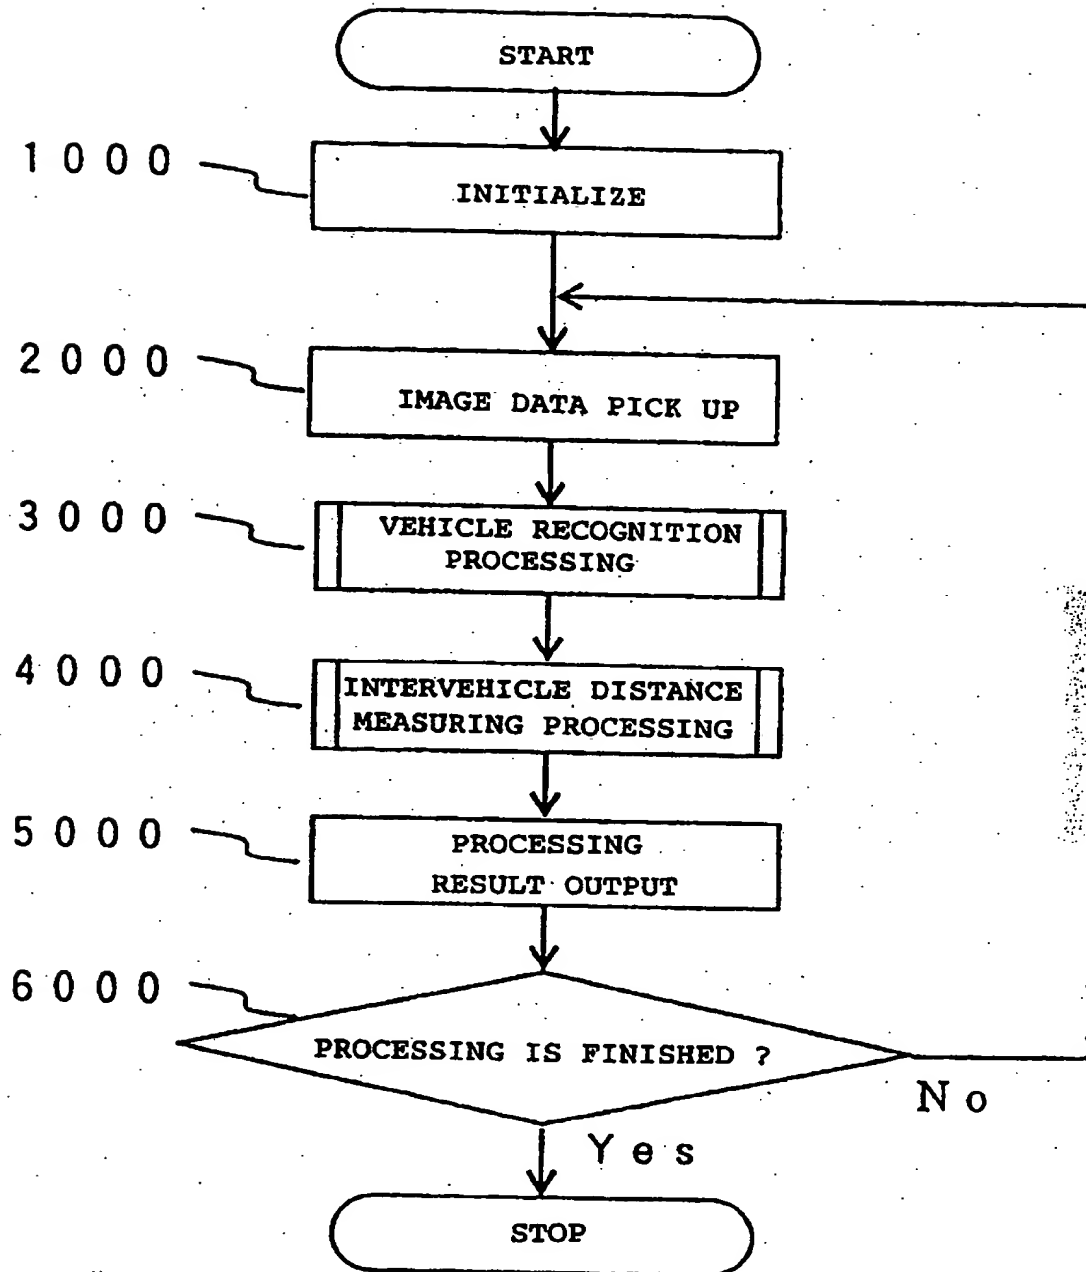 START
1000
INITIALIZE
2000
IMAGE DATA PICK UP
3000
VEHICLE RECOGNITION
PROCESSING
4000
INTERVEHICLE DISTANCE
MEASURING PROCESSING
5000
PROCESSING
RESULT OUTPUT
6000
PROCESSING IS FINISHED ?
No
Yes
STOP